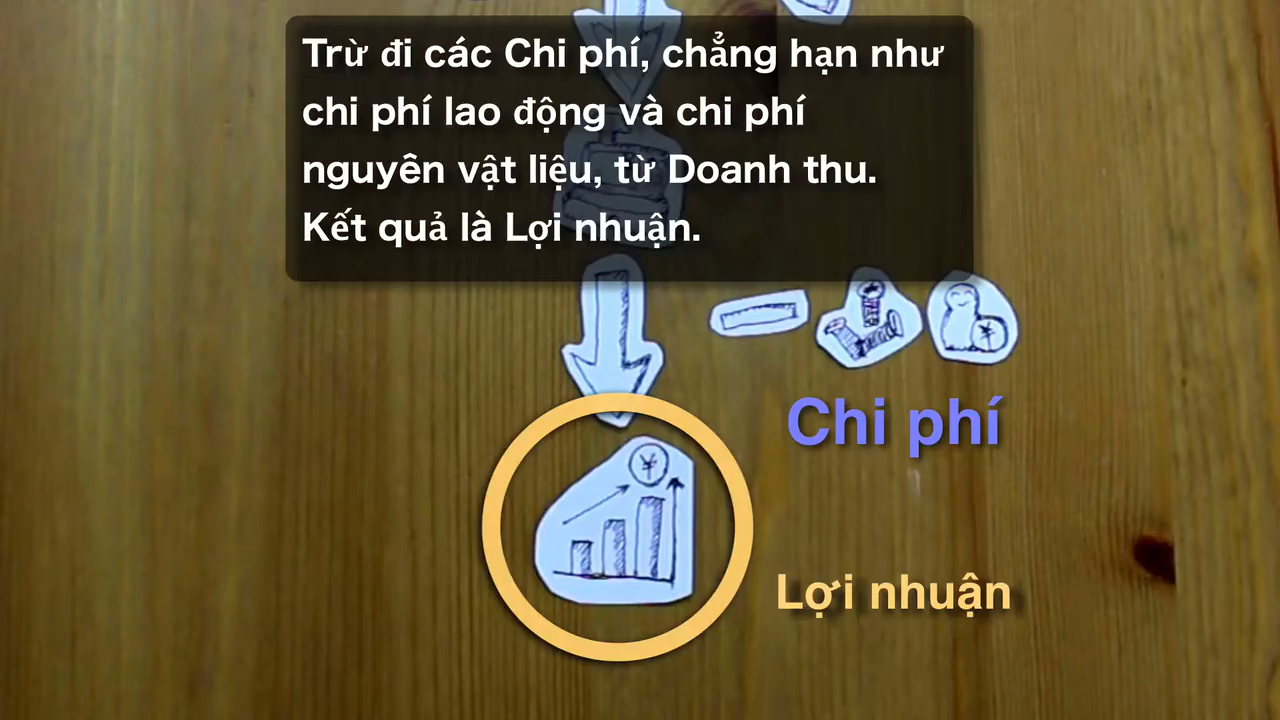 Trừ đi các Chi phí, chẳng hạn như
chi phí lao động và chi phí
nguyên vật liệu, từ Doanh thu.
Kết quả là Lợi nhuận.
¥
¥
Chi phí
Lợi nhuận